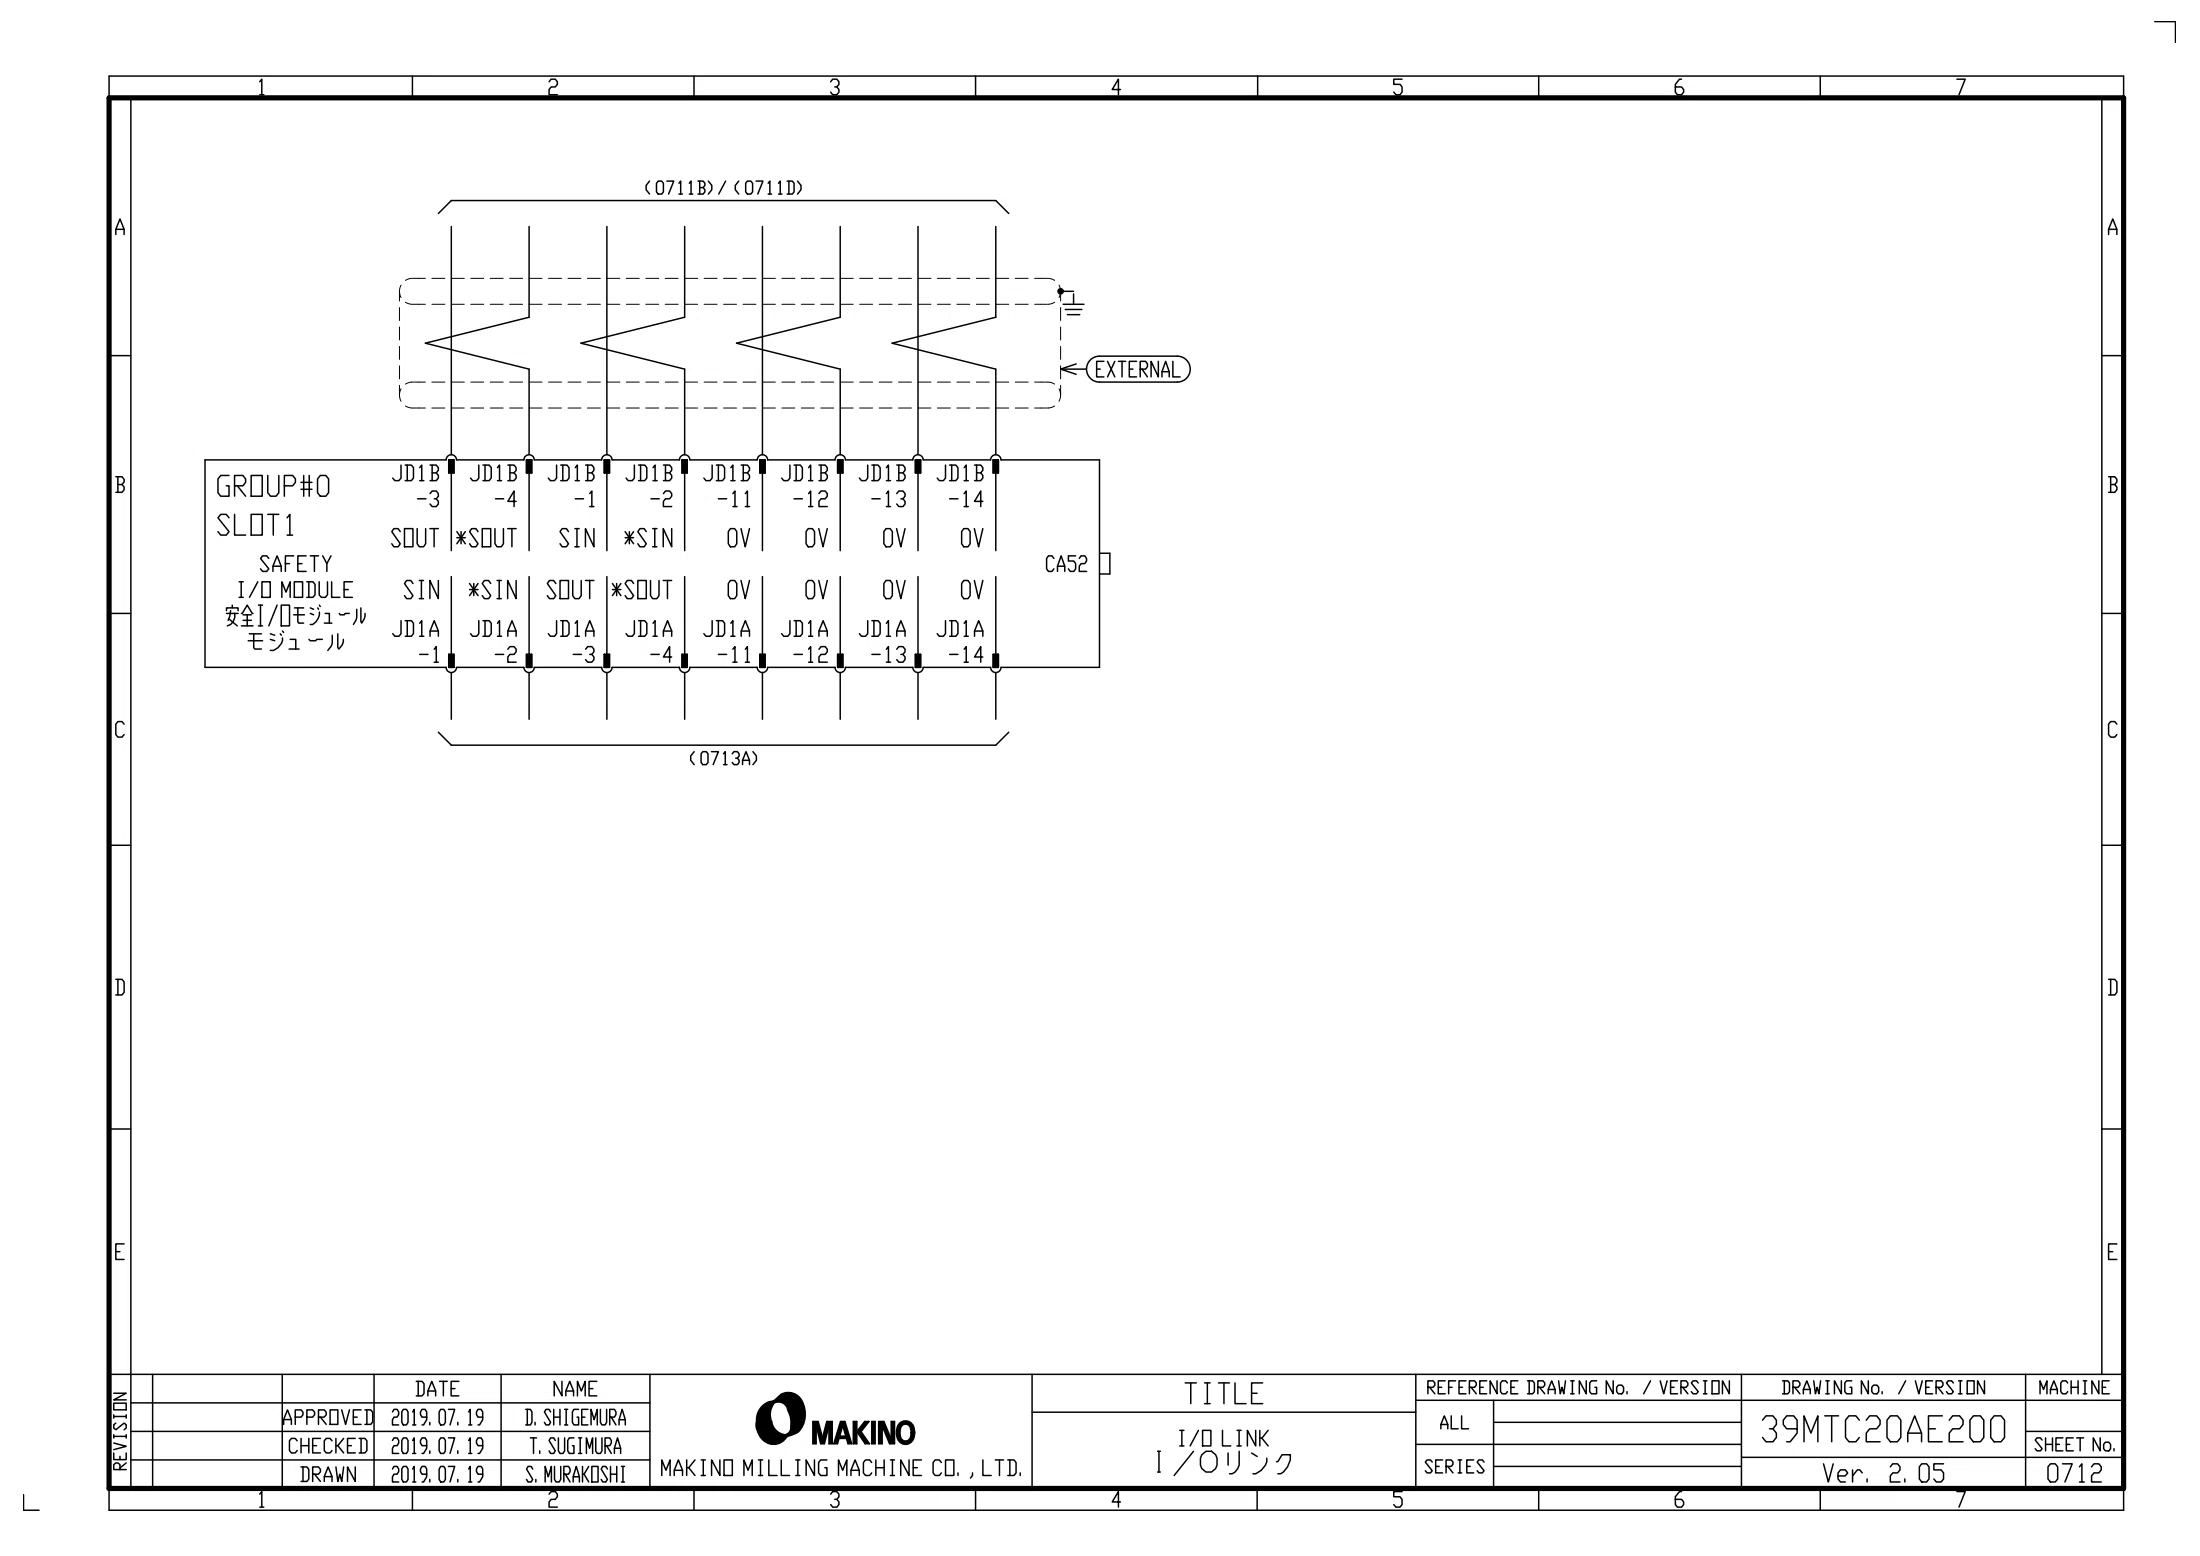 1 2 3 4 5 6 7
(0711B)/(0711D)
A A
EXTERNAL
B B
GROUP#0
SLOT1
SAFETY
I/O MODULE
安全I/Oモジュール
モジュール
JD1B JD1B JD1B JD1B JD1B JD1B JD1B JD1B
-3 -4 -1 -2 -11 -12 -13 -14
SOUT *SOUT SIN *SIN 0V 0V 0V 0V
CA52
SIN *SIN SOUT *SOUT 0V 0V 0V 0V
JD1A JD1A JD1A JD1A JD1A JD1A JD1A JD1A
-1 -2 -3 -4 -11 -12 -13 -14
C C
(0713A)
D D
E E
REVISION
DATE NAME
APPROVED 2019.07.19 D. SHIGEMURA
CHECKED 2019.07.19 T. SUGIMURA
DRAWN 2019.07.19 S. MURAKOSHI
MAKINO
MAKINO MILLING MACHINE CO.,LTD.
TITLE
I/O LINK
I/Oリンク
REFERENCE DRAWING No. / VERSION
ALL
SERIES
DRAWING No. / VERSION
39MTC20AE200
Ver. 2.05
MACHINE
SHEET No.
0712
1 2 3 4 5 6 7